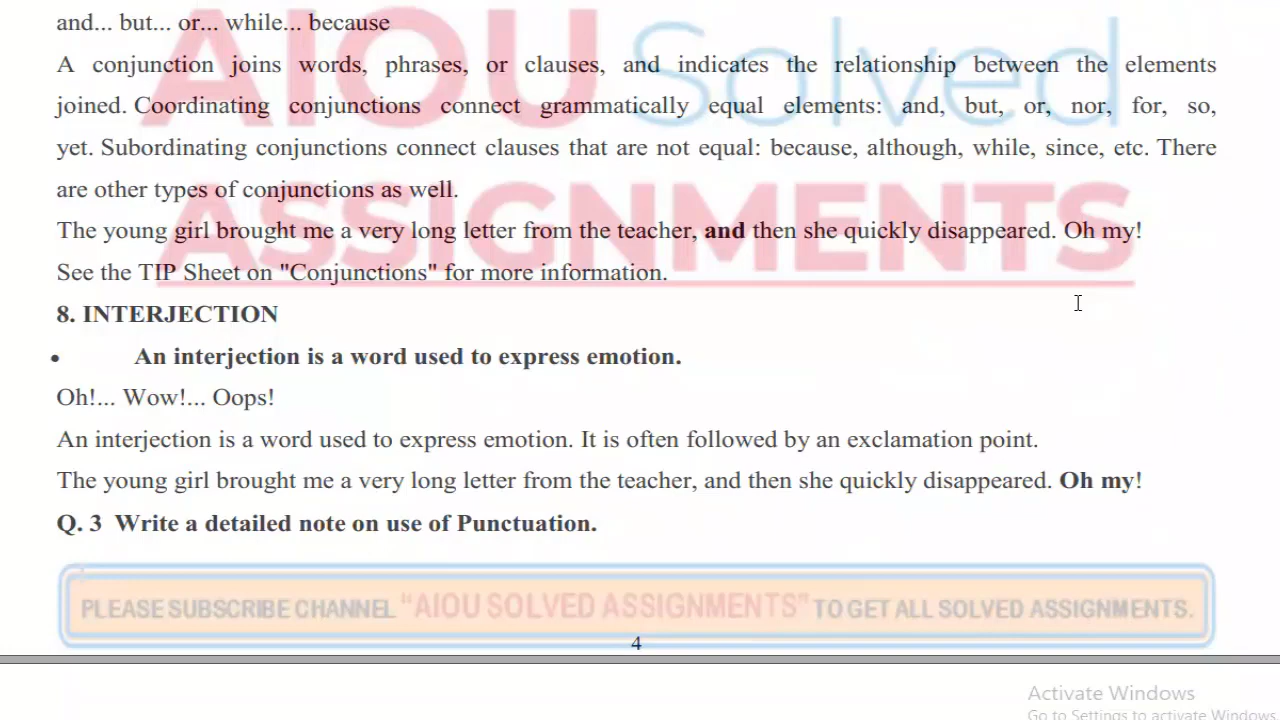 and... but... or... while... because
A conjunction joins words, phrases, or clauses, and indicates the relationship between the elements
joined. Coordinating conjunctions connect grammatically equal elements: and, but, or, nor, for, so,
yet. Subordinating conjunctions connect clauses that are not equal: because, although, while, since, etc. There
are other types of conjunctions as well.
The young girl brought me a very long letter from the teacher, and then she quickly disappeared. Oh my!
See the TIP Sheet on "Conjunctions" for more information.
8. INTERJECTION
• An interjection is a word used to express emotion.
Oh!... Wow!... Oops!
An interjection is a word used to express emotion. It is often followed by an exclamation point.
The young girl brought me a very long letter from the teacher, and then she quickly disappeared. Oh my!
Q. 3 Write a detailed note on use of Punctuation.
AIOU Solved
ASSIGNMENTS
PLEASE SUBSCRIBE CHANNEL "AIOU SOLVED ASSIGNMENTS" TO GET ALL SOLVED ASSIGNMENTS.
4
Activate Windows
Go to Settings to activate Windows